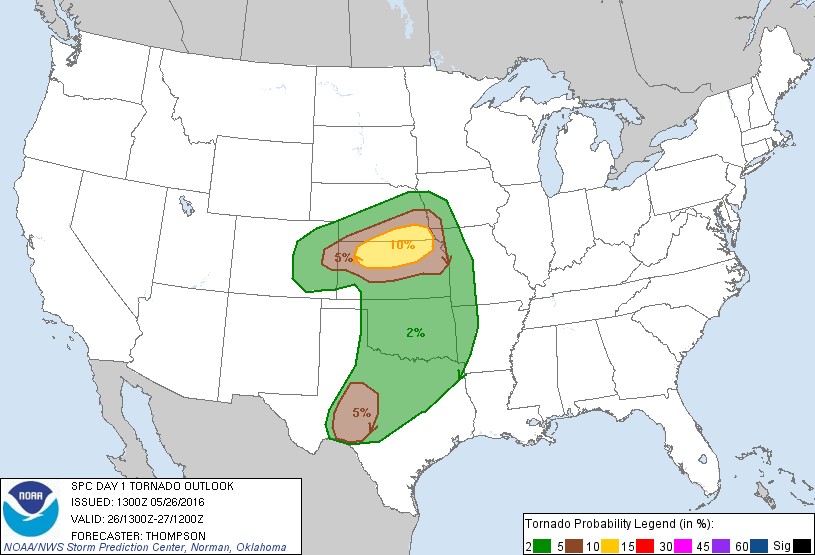 10%
5%
2%
5%
NOAA
SPC DAY 1 TORNADO OUTLOOK
ISSUED: 1300Z 05/26/2016
VALID: 26/1300Z-27/1200Z
FORECASTER: THOMPSON
NOAA/NWS Storm Prediction Center, Norman, Oklahoma
Tornado Probability Legend (in %):
2 5 10 15 30 45 60 Sig